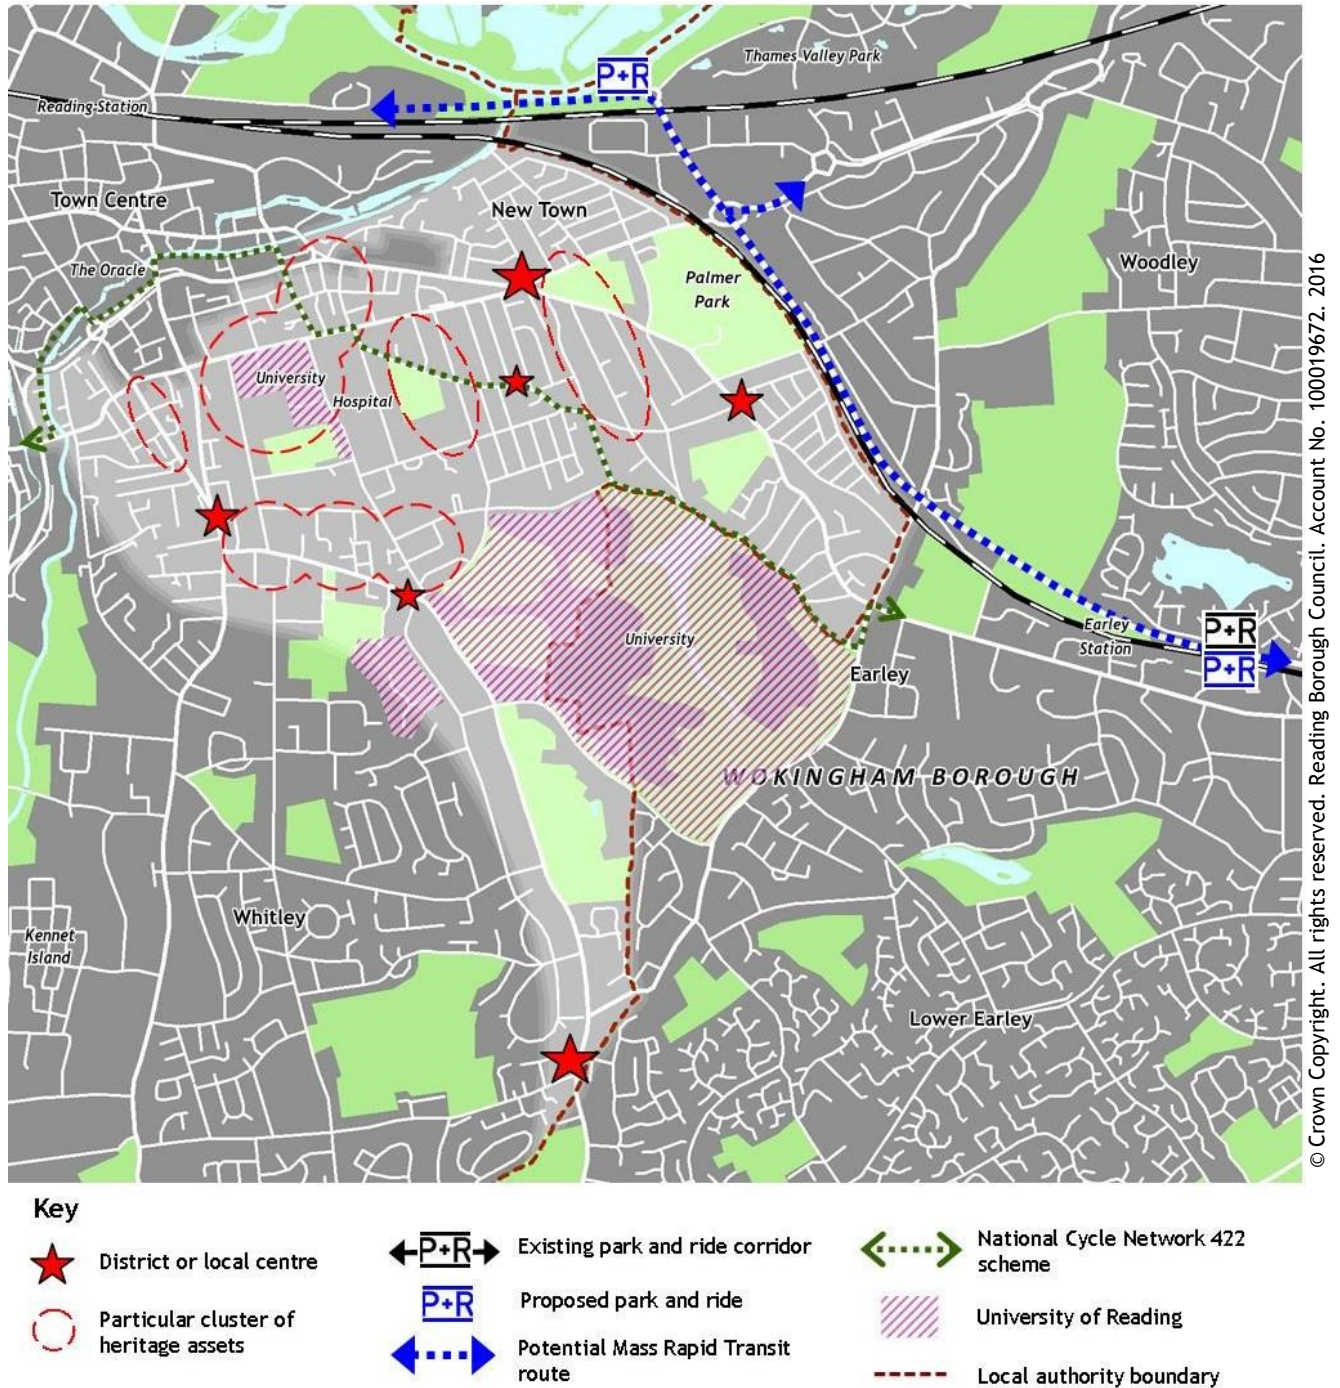 P+R
Thames Valley Park
Reading Station
Town Centre
New Town
The Oracle
Palmer
Park
Woodley
University
Hospital
University
Earley
Station
P+R
P+R
Earley
WOKINGHAM BOROUGH
Whitley
Kennet
Island
Lower Earley
© Crown Copyright. All rights reserved. Reading Borough Council. Account No. 100019672. 2016
Key
District or local centre
Particular cluster of
heritage assets
P+R
Existing park and ride corridor
P+R
Proposed park and ride
Potential Mass Rapid Transit
route
National Cycle Network 422
scheme
University of Reading
Local authority boundary